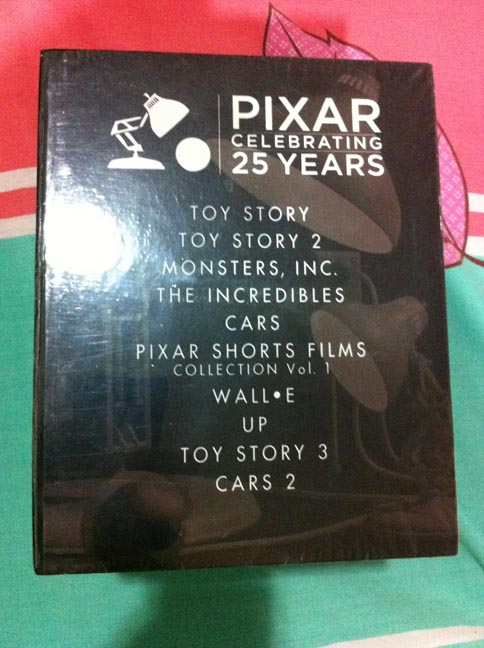 PIXAR
CELEBRATING
25 YEARS
TOY STORY
TOY STORY 2
MONSTERS, INC.
THE INCREDIBLES
CARS
PIXAR SHORTS FILMS
COLLECTION Vol. 1
WALL•E
UP
TOY STORY 3
CARS 2